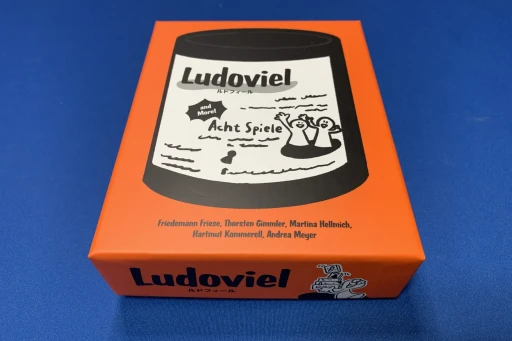 Ludoviel
ルドフィール
and
More!
Acht Spiele
Friedemann Friese, Thorsten Gimmler, Martina Hellmich,
Hartmut Kommerell, Andrea Meyer
Ludoviel
ルドフィール